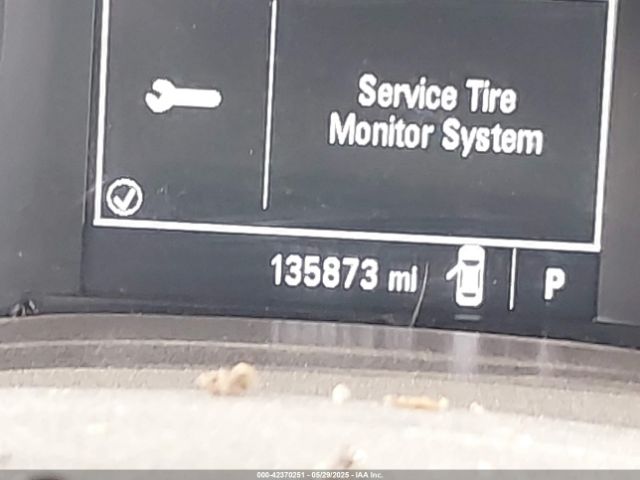 Service Tire
Monitor System
135873 mi
P
000-42370251 - 05/29/2025 - IAA Inc.